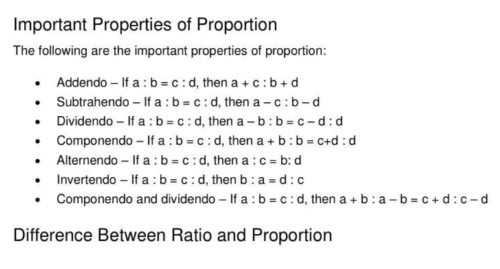 Important Properties of Proportion
The following are the important properties of proportion:
• Addendo – If a : b = c : d, then a + c : b + d
• Subtrahendo – If a : b = c : d, then a – c : b – d
• Dividendo – If a : b = c : d, then a – b : b = c – d : d
• Componendo – If a : b = c : d, then a + b : b = c+d : d
• Alternendo – If a : b = c : d, then a : c = b: d
• Invertendo – If a : b = c : d, then b : a = d : c
• Componendo and dividendo – If a : b = c : d, then a + b : a – b = c + d : c – d
Difference Between Ratio and Proportion